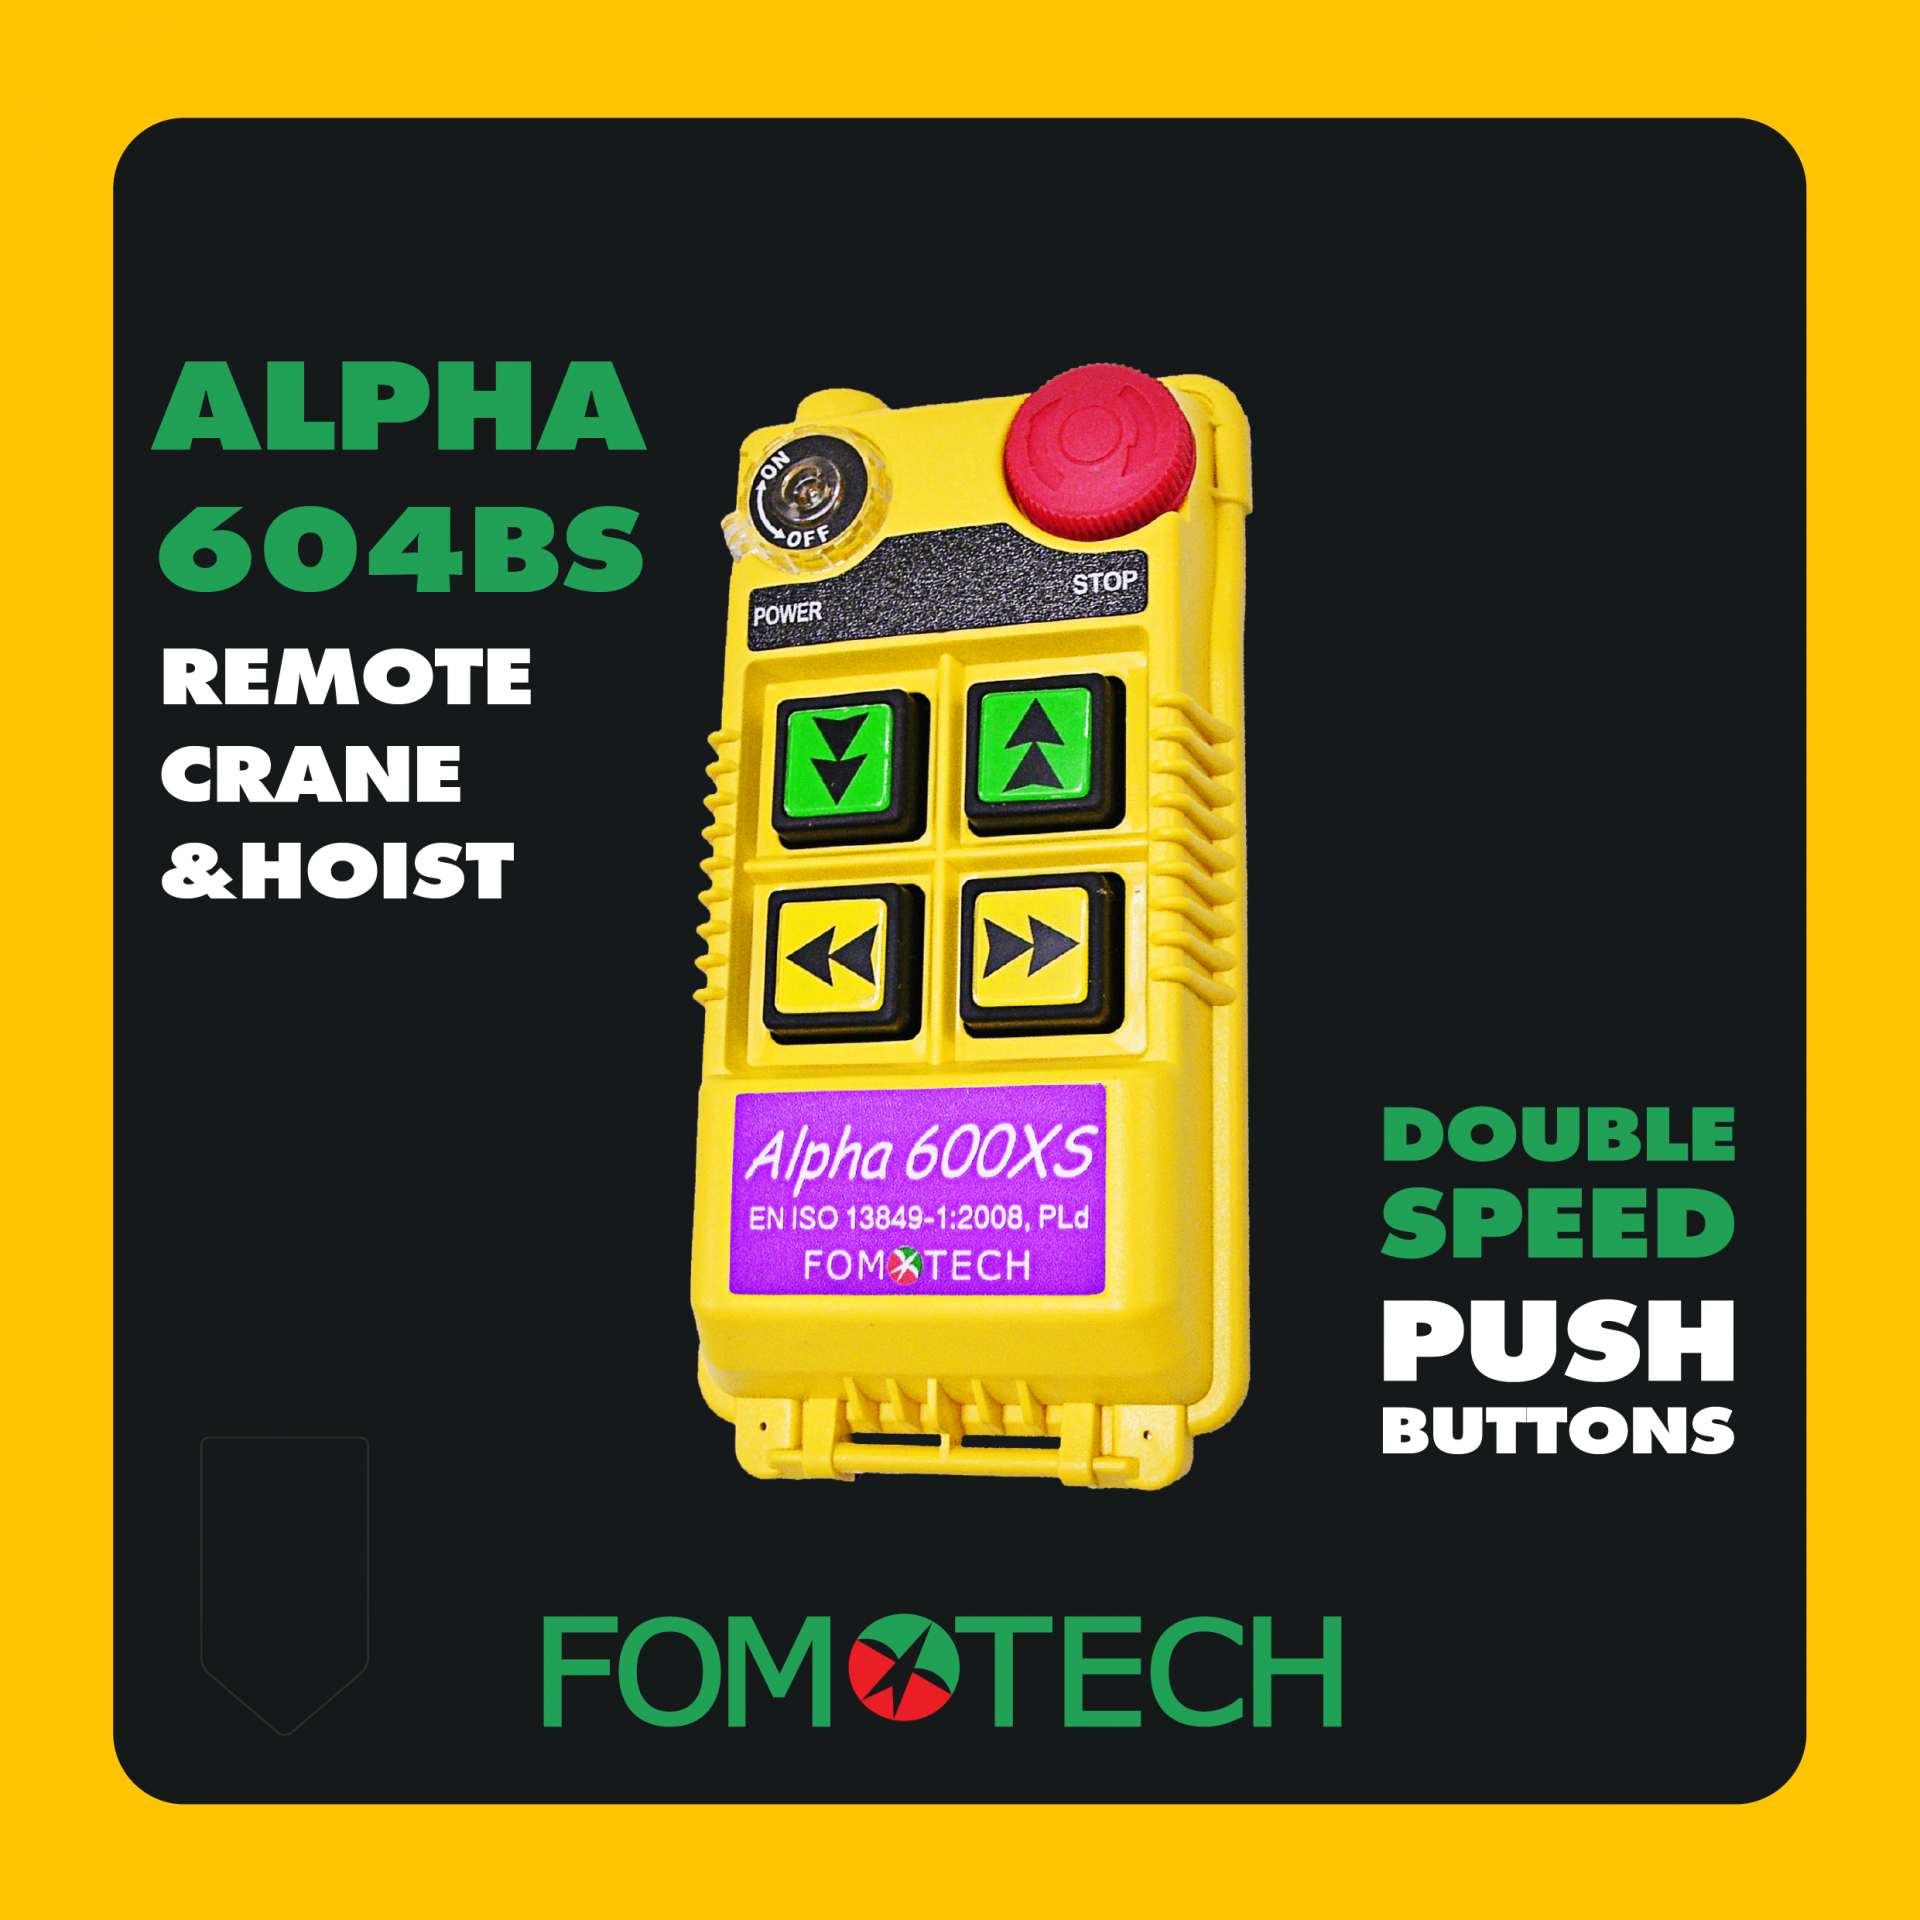 ALPHA
604BS
REMOTE
CRANE
&HOIST
ON
OFF
POWER
STOP
Alpha 600XS
EN ISO 13849-1:2008, PLd
FOMOTECH
DOUBLE
SPEED
PUSH
BUTTONS
FOMOTECH